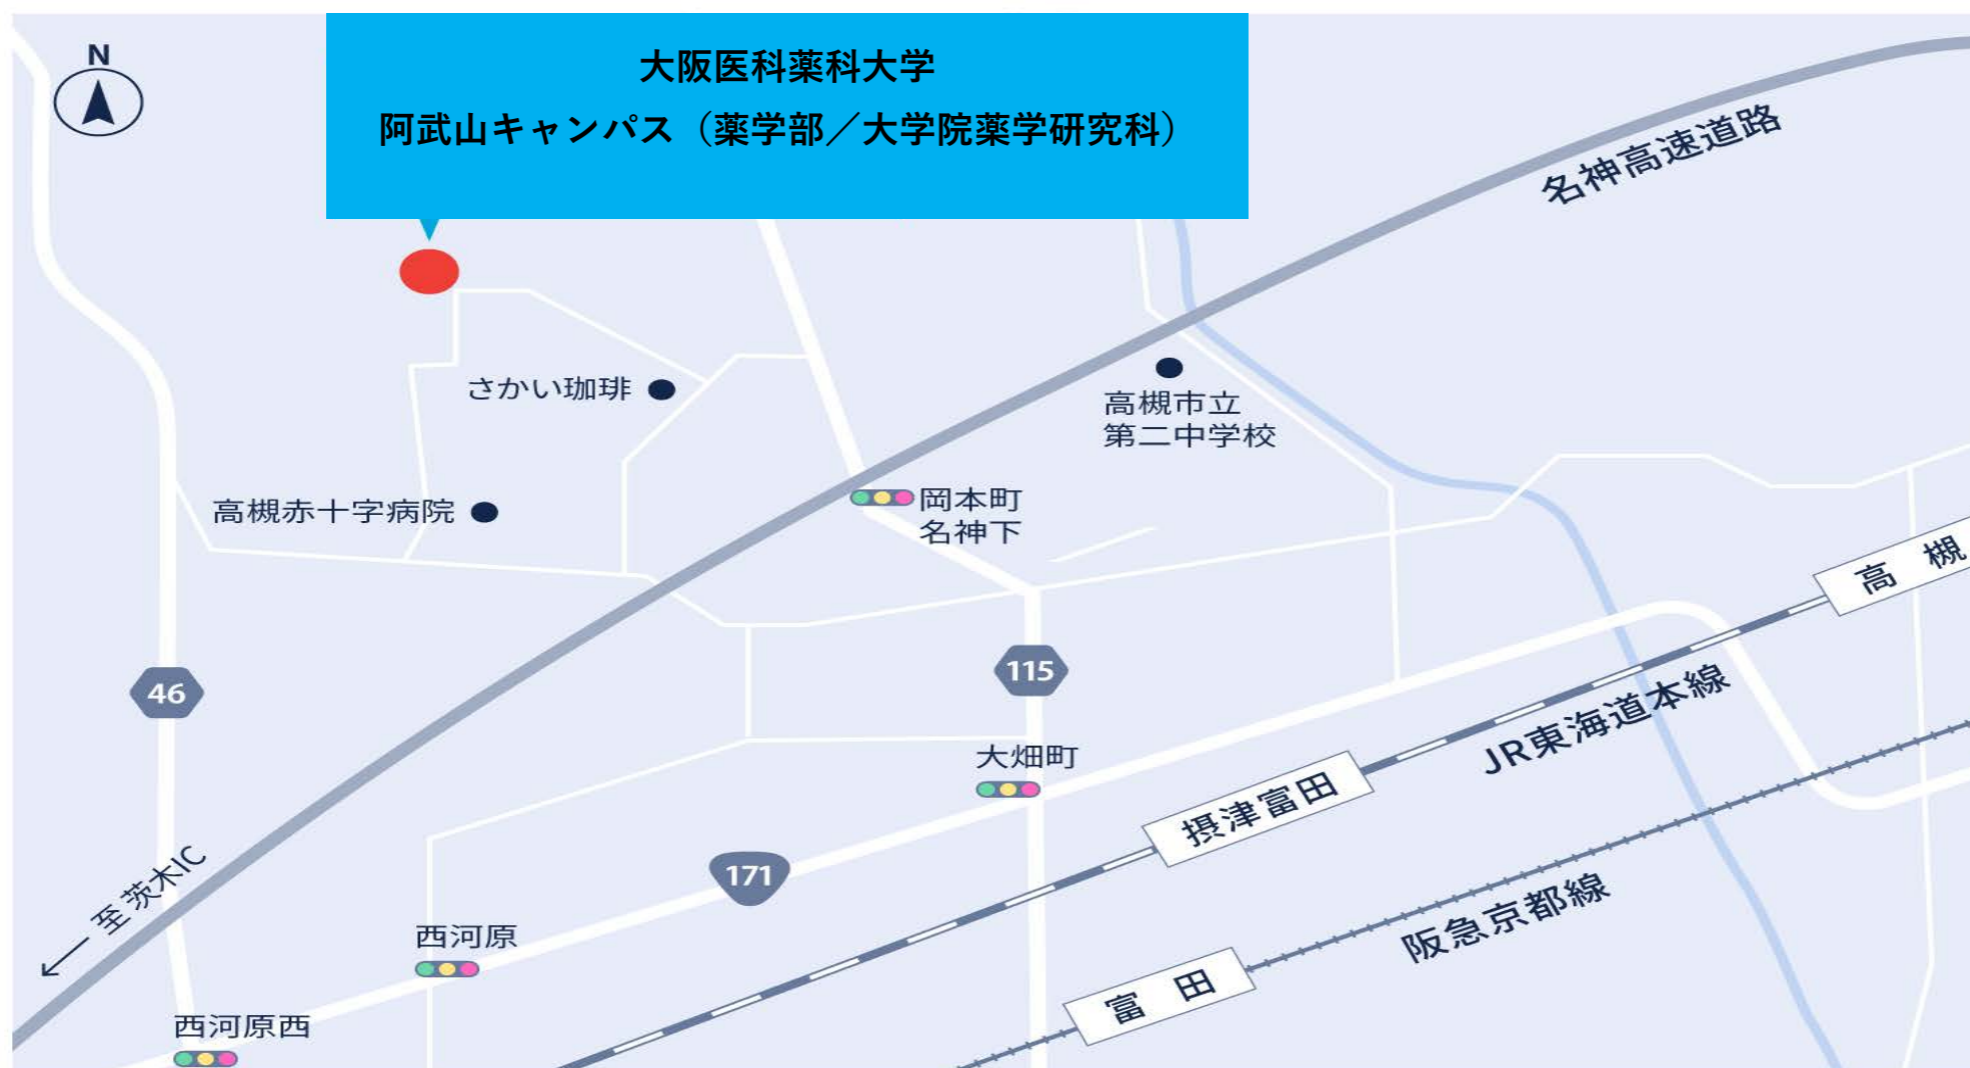 N
大阪医科薬科大学
阿武山キャンパス（薬学部／大学院薬学研究科）
名神高速道路
さかい珈琲
高槻市立
第二中学校
高槻赤十字病院
岡本町
名神下
高 槻
46
115
JR東海道本線
大畑町
摂津富田
171
←至 茨木IC
阪急京都線
西河原
富 田
西河原西